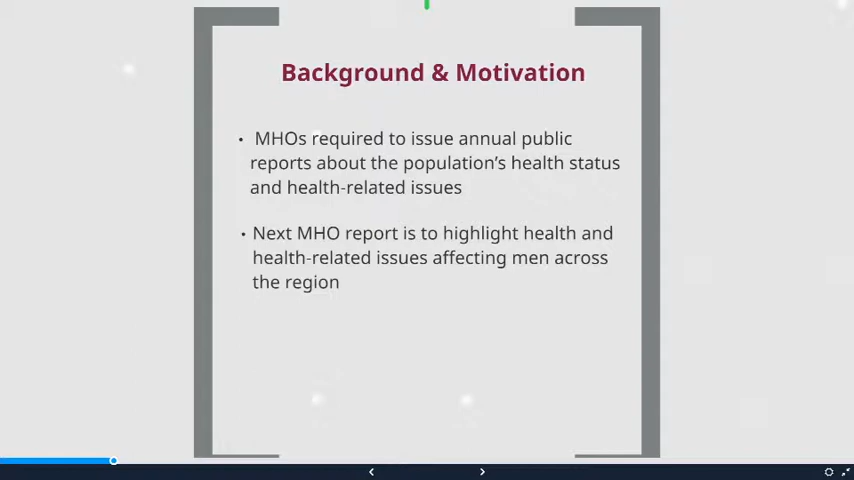 Background & Motivation
• MHOs required to issue annual public
reports about the population’s health status
and health-related issues
• Next MHO report is to highlight health and
health-related issues affecting men across
the region